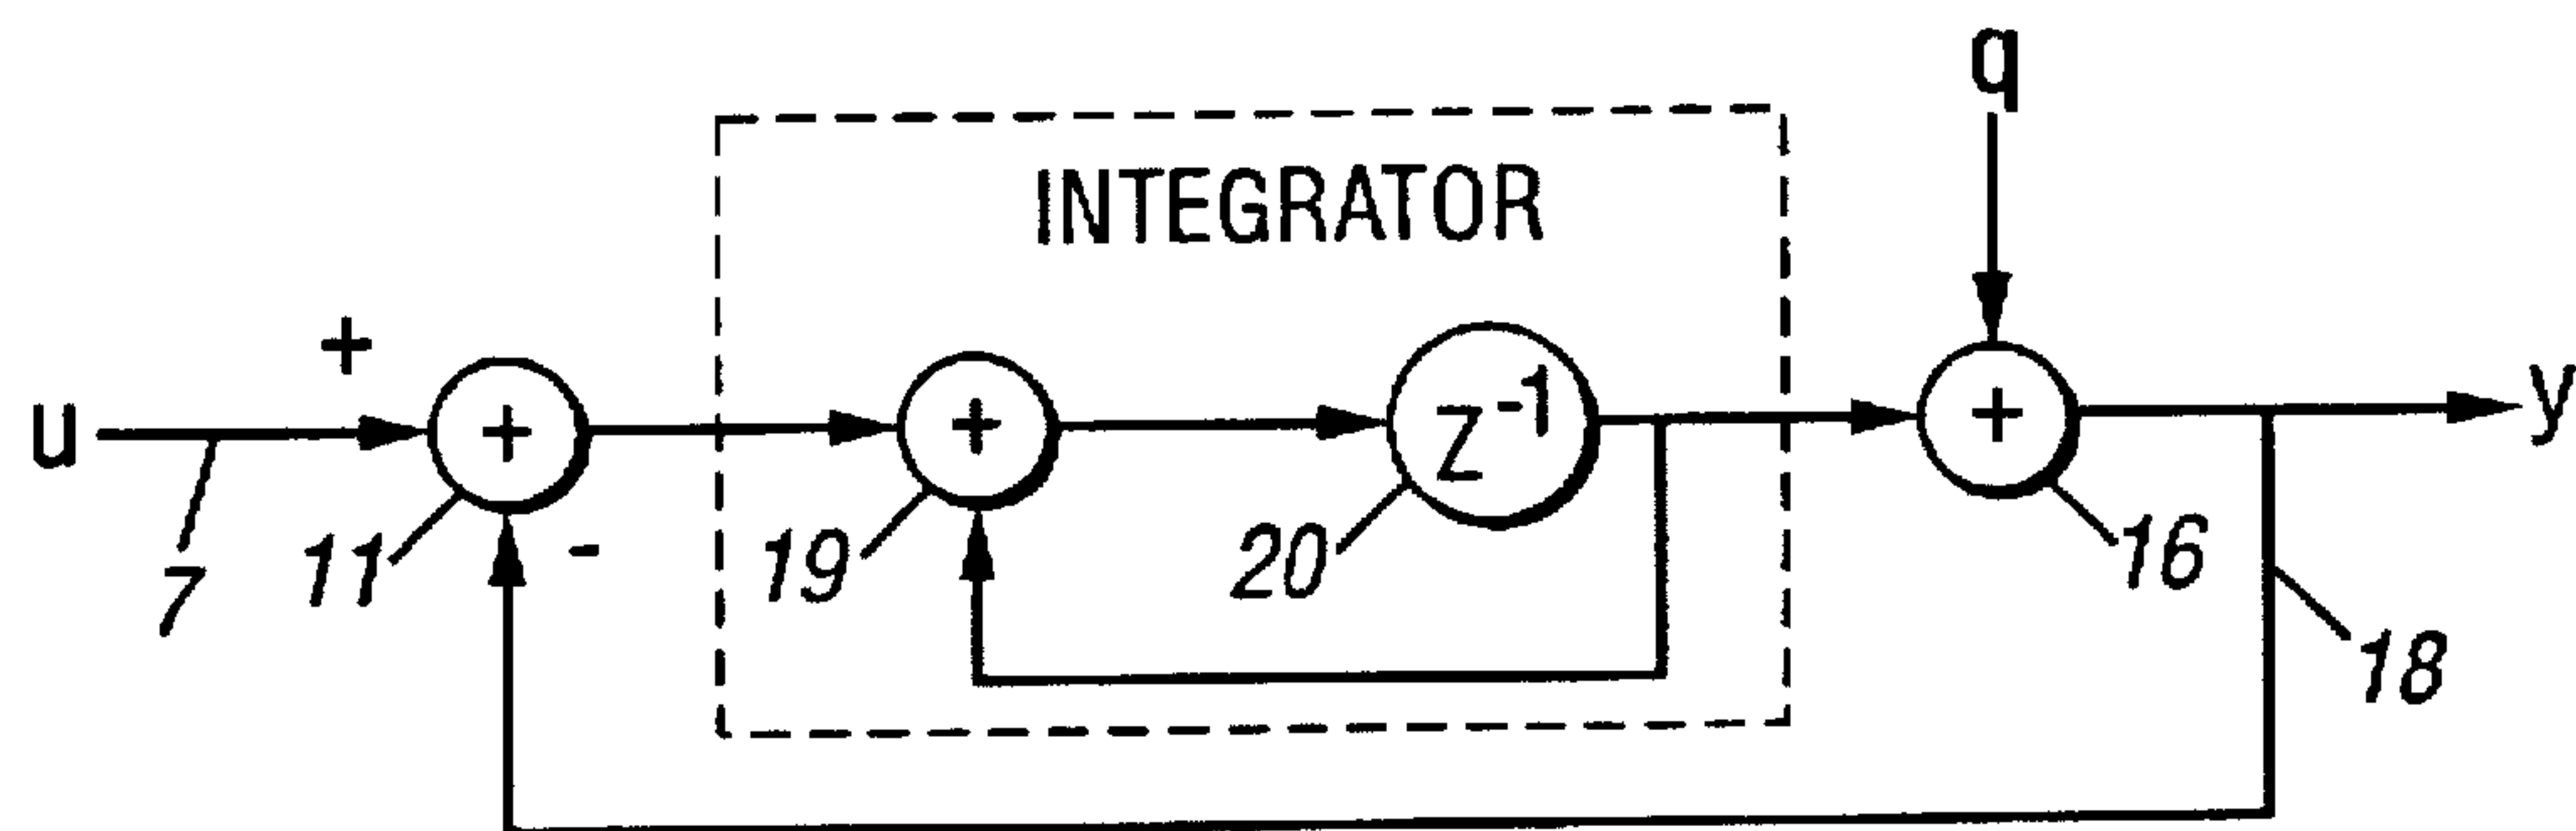 q
INTEGRATOR
+
u
+
+
z⁻¹
+
y
7
11
-
19
20
16
18